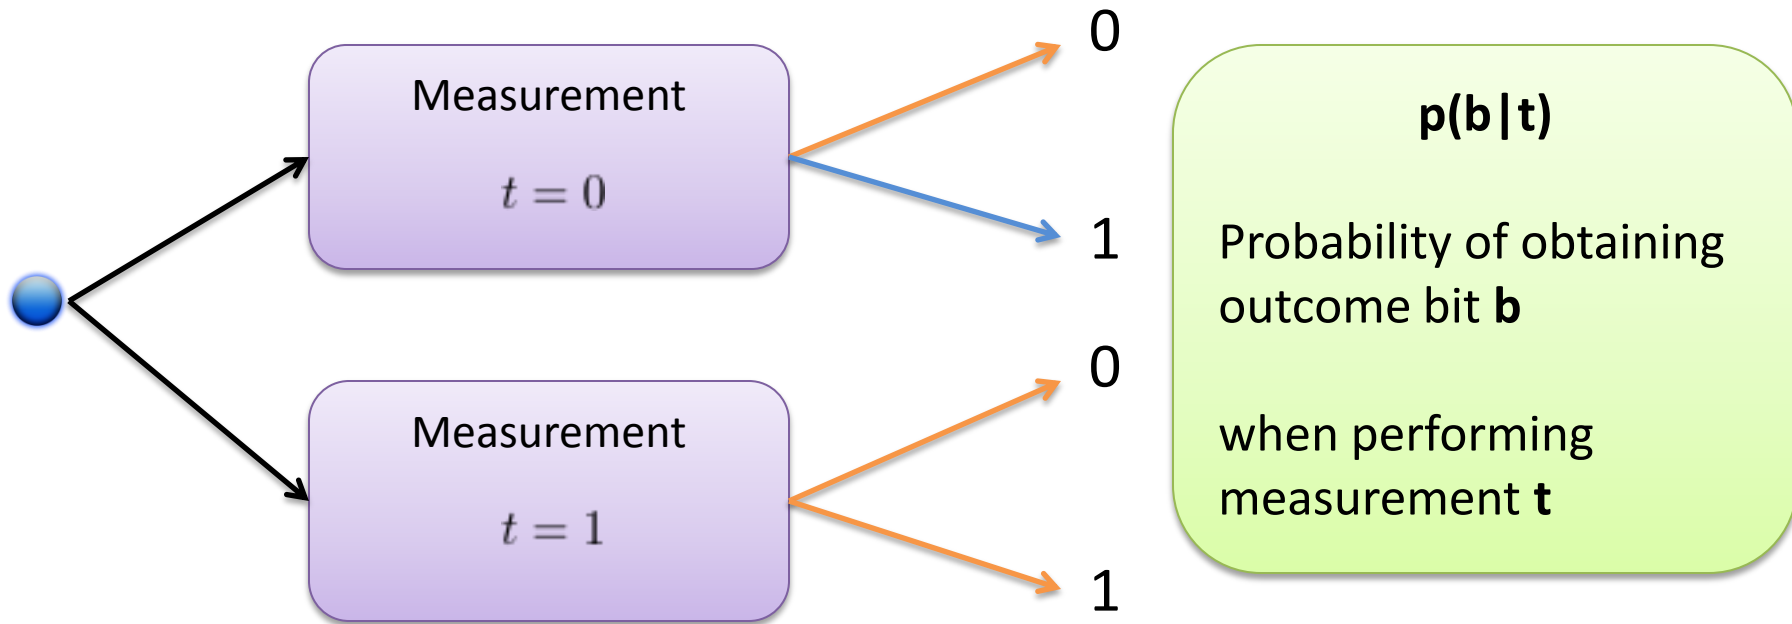 Measurement
t = 0
0
1
Measurement
t = 1
0
1
p(b|t)
Probability of obtaining
outcome bit b
when performing
measurement t